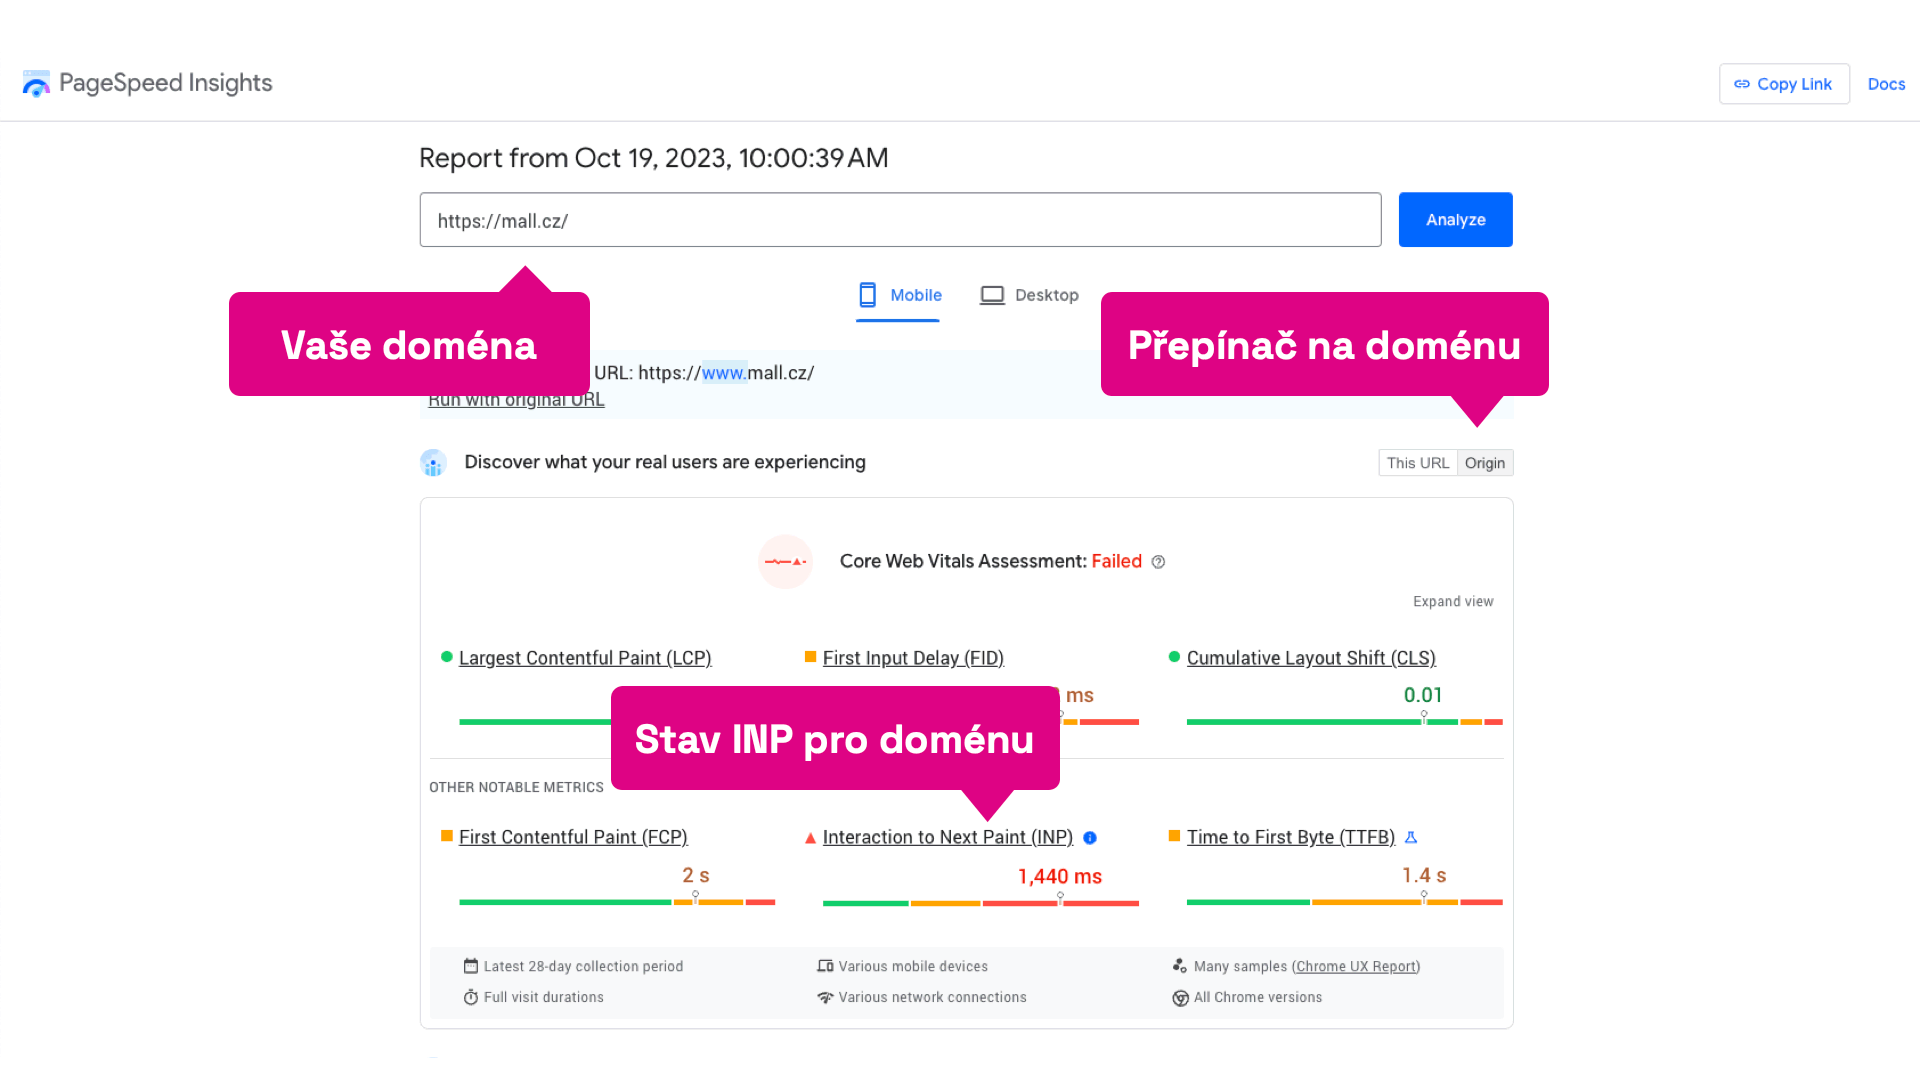 PageSpeed Insights
Copy Link
Docs
Report from Oct 19, 2023, 10:00:39 AM
https://mall.cz/
Analyze
Mobile
Desktop
Vaše doména
Přepínač na doménu
URL: https://www.mall.cz/
Run with original URL
Discover what your real users are experiencing
This URL
Origin
Core Web Vitals Assessment: Failed
Expand view
Largest Contentful Paint (LCP)
First Input Delay (FID)
Cumulative Layout Shift (CLS)
ms
0.01
Stav INP pro doménu
OTHER NOTABLE METRICS
First Contentful Paint (FCP)
Interaction to Next Paint (INP)
Time to First Byte (TTFB)
2 s
1,440 ms
1.4 s
Latest 28-day collection period
Various mobile devices
Many samples (Chrome UX Report)
Full visit durations
Various network connections
All Chrome versions